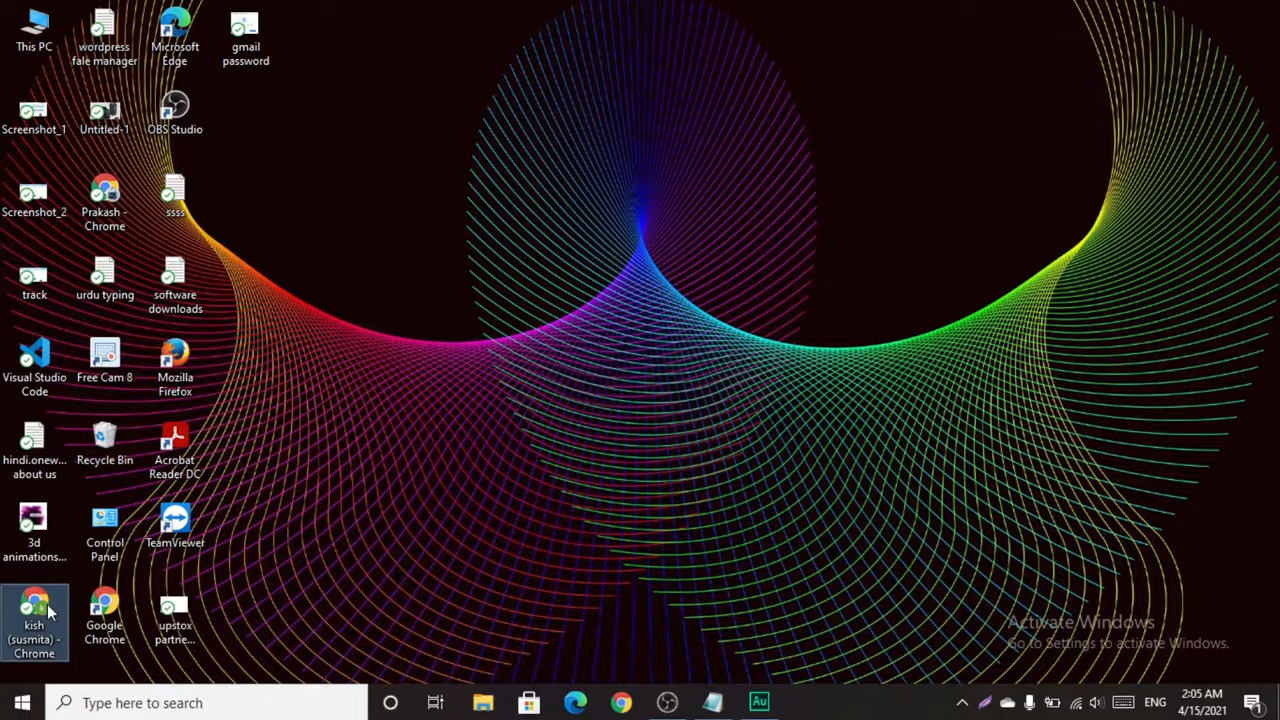 This PC
wordpress
fale manager
Microsoft
Edge
gmail
password
Screenshot_1
Untitled-1
OBS Studio
Screenshot_2
Prakash -
Chrome
ssss
track
urdu typing
software
downloads
Visual Studio
Code
Free Cam 8
Mozilla
Firefox
hindi.onew...
about us
Recycle Bin
Acrobat
Reader DC
3d
animations...
Control
Panel
TeamViewer
kish
(susmita) -
Chrome
Google
Chrome
upstox
partne...
Activate Windows
Go to Settings to activate Windows.
Type here to search
Au
ENG
2:05 AM
4/15/2021
1